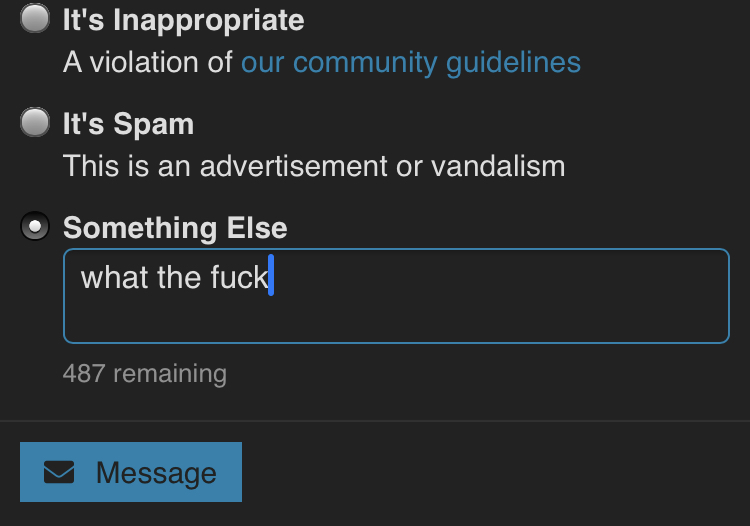 It's Inappropriate
A violation of our community guidelines
It's Spam
This is an advertisement or vandalism
Something Else
what the fuck
487 remaining
Message